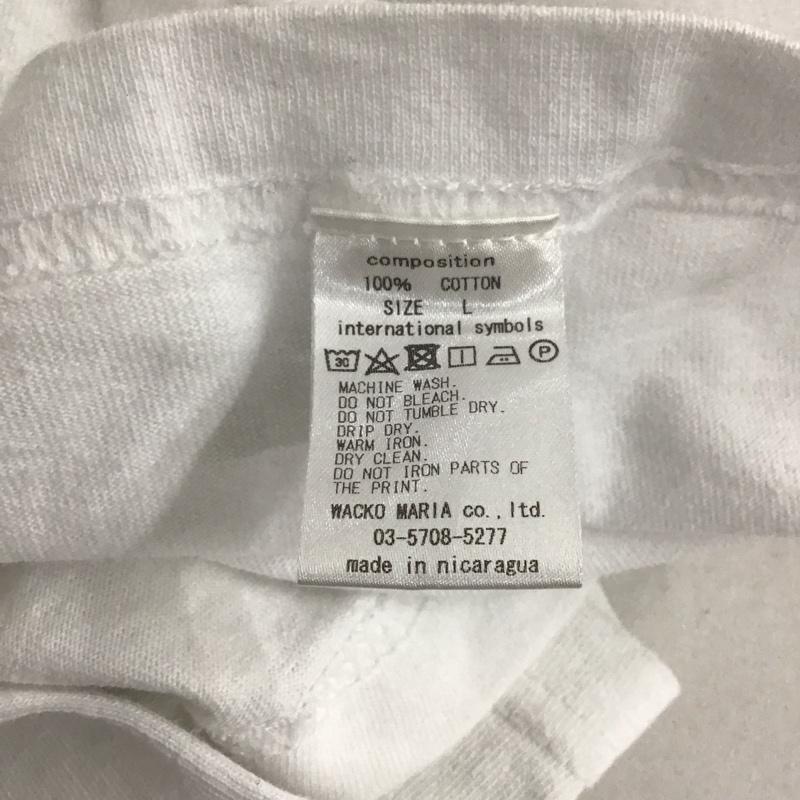 composition
100% COTTON
SIZE L
international symbols
30 P
MACHINE WASH.
DO NOT BLEACH.
DO NOT TUMBLE DRY.
DRIP DRY.
WARM IRON.
DRY CLEAN.
DO NOT IRON PARTS OF
THE PRINT.
WACKO MARIA co., ltd.
03-5708-5277
made in nicaragua